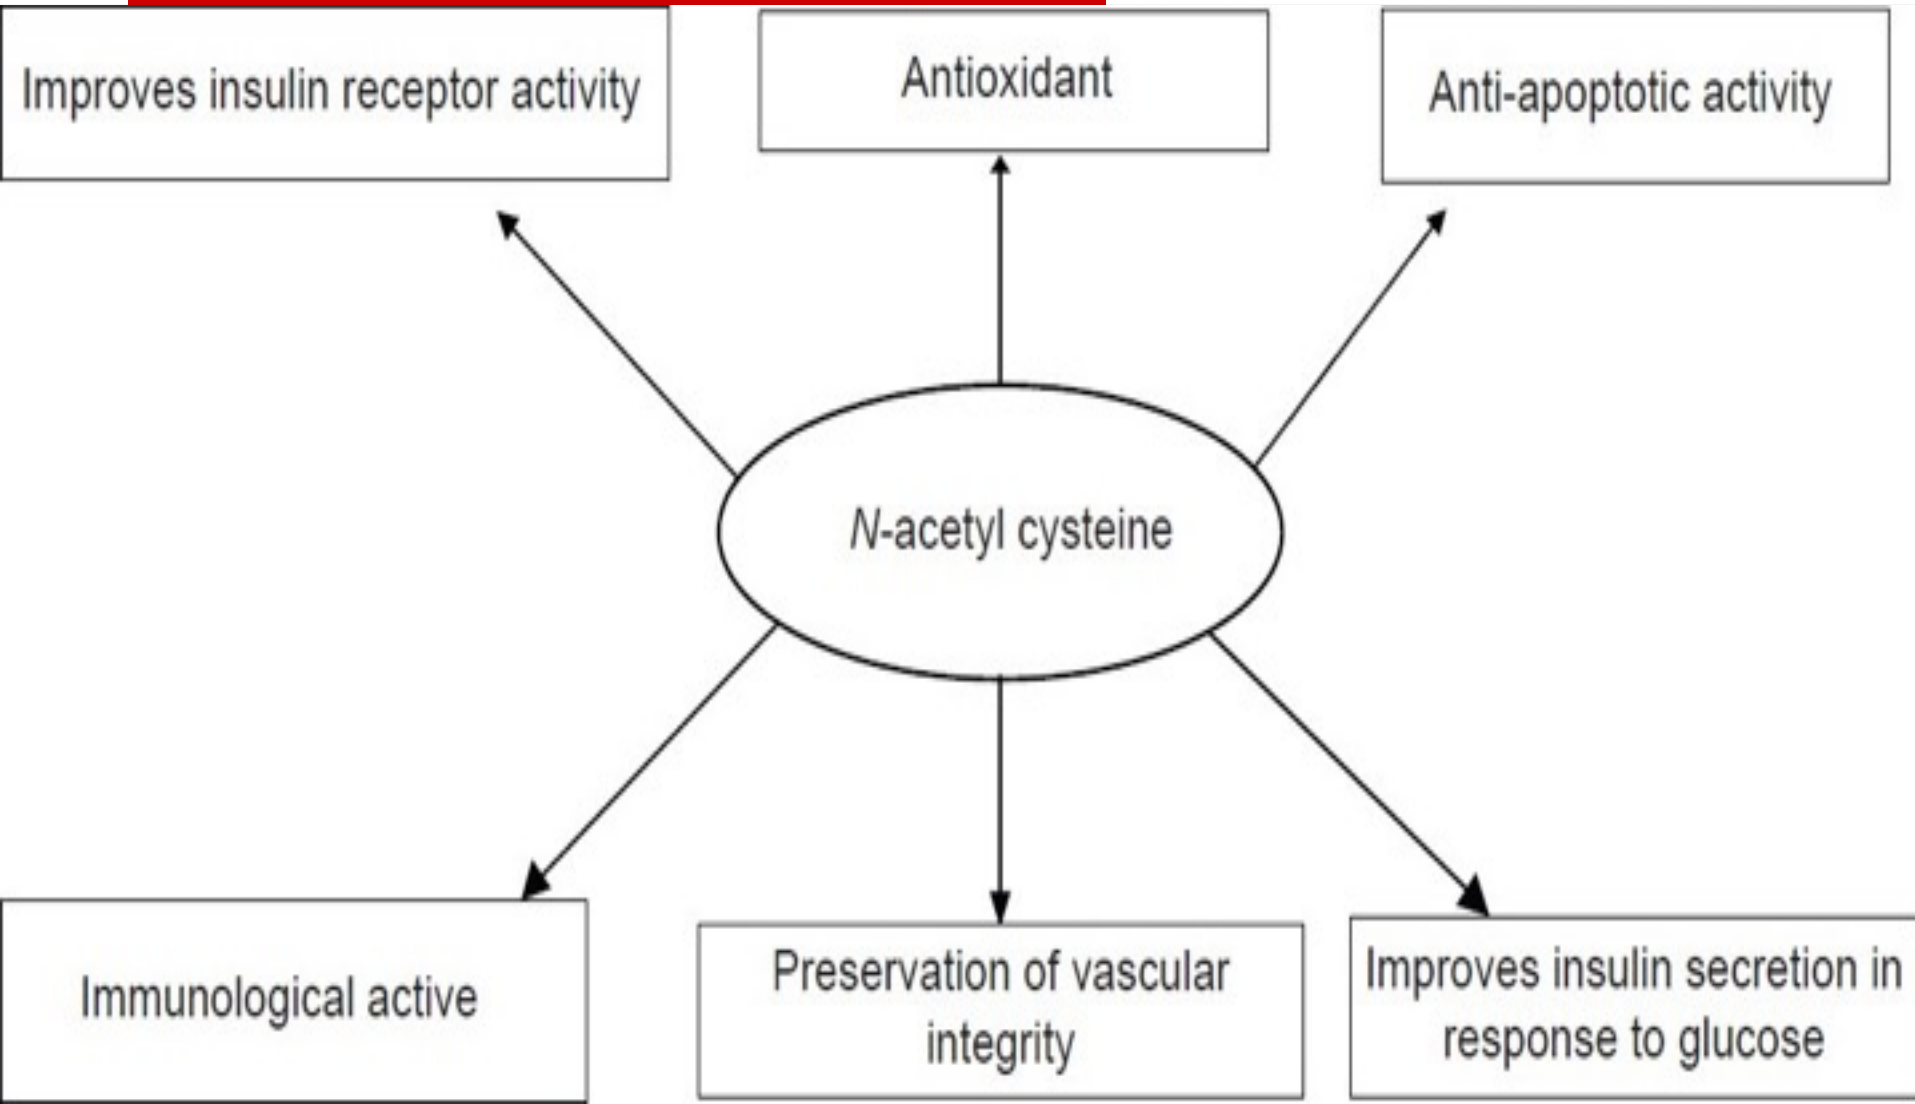 Improves insulin receptor activity
Antioxidant
Anti-apoptotic activity
N-acetyl cysteine
Immunological active
Preservation of vascular
integrity
Improves insulin secretion in
response to glucose